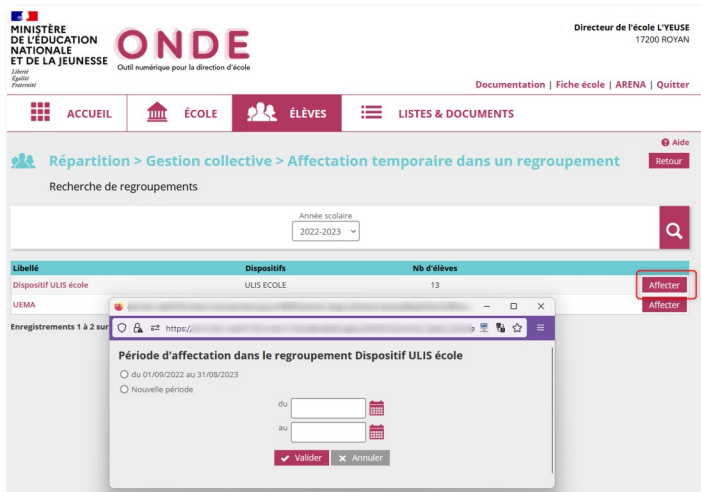 MINISTÈRE
DE L'ÉDUCATION
NATIONALE
ET DE LA JEUNESSE
Liberté
Égalité
Fraternité
ONDE
Outil numérique pour la direction d'école
Directeur de l'école L'YEUSE
17200 ROYAN
Documentation | Fiche école | ARENA | Quitter
ACCUEIL ÉCOLE ÉLÈVES LISTES & DOCUMENTS
Aide
Répartition > Gestion collective > Affectation temporaire dans un regroupement Retour
Recherche de regroupements
Année scolaire
2022-2023
Libellé Dispositifs Nb d'élèves
Dispositif ULIS école ULIS ECOLE 13 Affecter
UEMA Affecter
Enregistrements 1 à 2 sur
https:/
Période d'affectation dans le regroupement Dispositif ULIS école
du 01/09/2022 au 31/08/2023
Nouvelle période
du
au
Valider Annuler